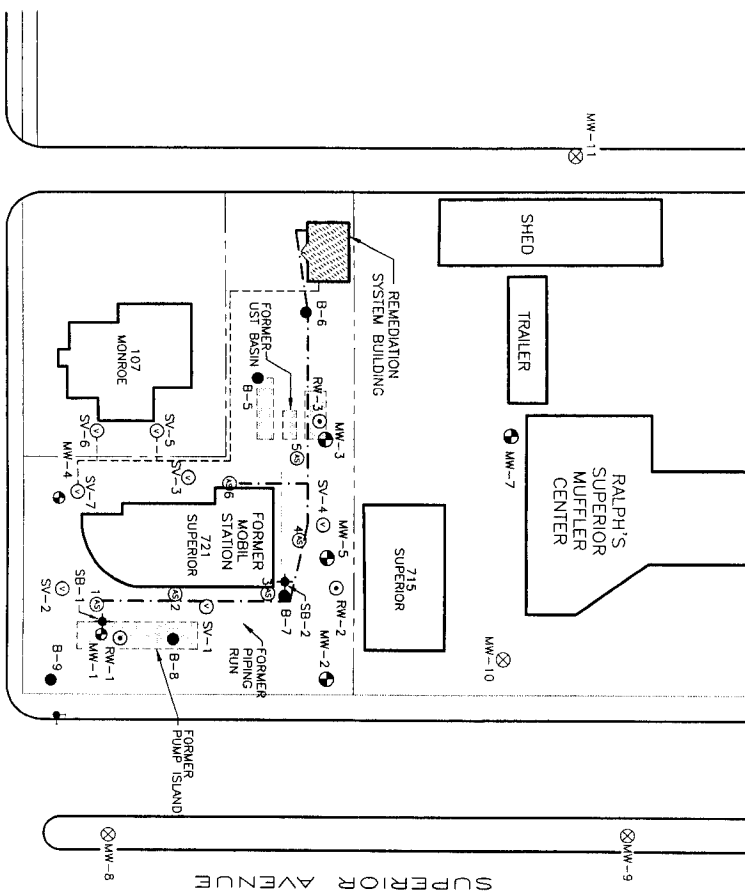 MW-11
SHED
TRAILER
REMEDIATION
SYSTEM BUILDING
B-6
FORMER
UST BASIN
B-5
RW-3
MW-3
107
MONROE
SV-5
SV-6
MW-4
SV-7
V
V
V
SV-3
V
AS
6
5
AS
SV-4
V
4
AS
MW-5
MW-7
RALPH'S
SUPERIOR
MUFFLER
CENTER
715
SUPERIOR
FORMER
MOBIL
STATION
721
SUPERIOR
SV-2
V
SB-1
1
AS
AS
2
V
SV-1
3
AS
SB-2
B-7
RW-2
MW-2
MW-10
FORMER
PIPING
RUN
B-9
MW-1
RW-1
B-8
FORMER
PUMP ISLAND
MW-8
MW-9
SUPERIOR AVENUE